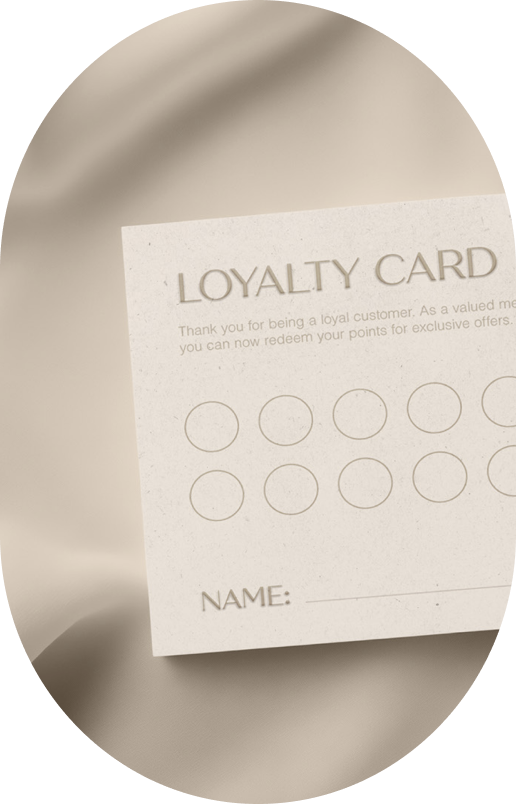 LOYALTY CARD
Thank you for being a loyal customer. As a valued
you can now redeem your points for exclusive offers.
NAME: